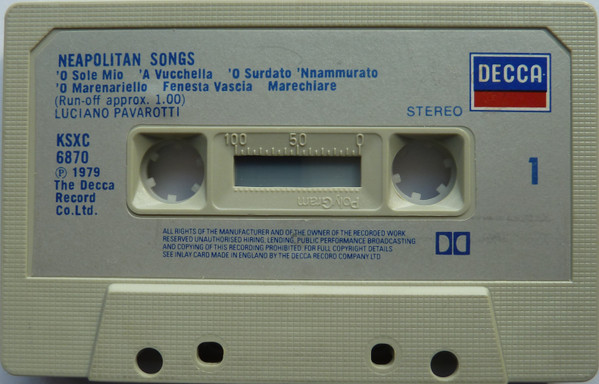 NEAPOLITAN SONGS
'O Sole Mio 'A Vucchella 'O Surdato 'Nnammurato
'O Marenariello Fenesta Vascia Marechiare
(Run-off approx. 1.00)
LUCIANO PAVAROTTI
DECCA
STEREO
KSXC
6870
℗ 1979
The Decca
Record
Co.Ltd.
100 50 0
PolyGram
1
ALL RIGHTS OF THE MANUFACTURER AND OF THE OWNER OF THE RECORDED WORK
RESERVED UNAUTHORISED HIRING, LENDING, PUBLIC PERFORMANCE BROADCASTING
AND COPYING OF THIS RECORDING PROHIBITED. FOR FULL COPYRIGHT DETAILS
SEE INLAY CARD MADE IN ENGLAND BY THE DECCA RECORD COMPANY LTD